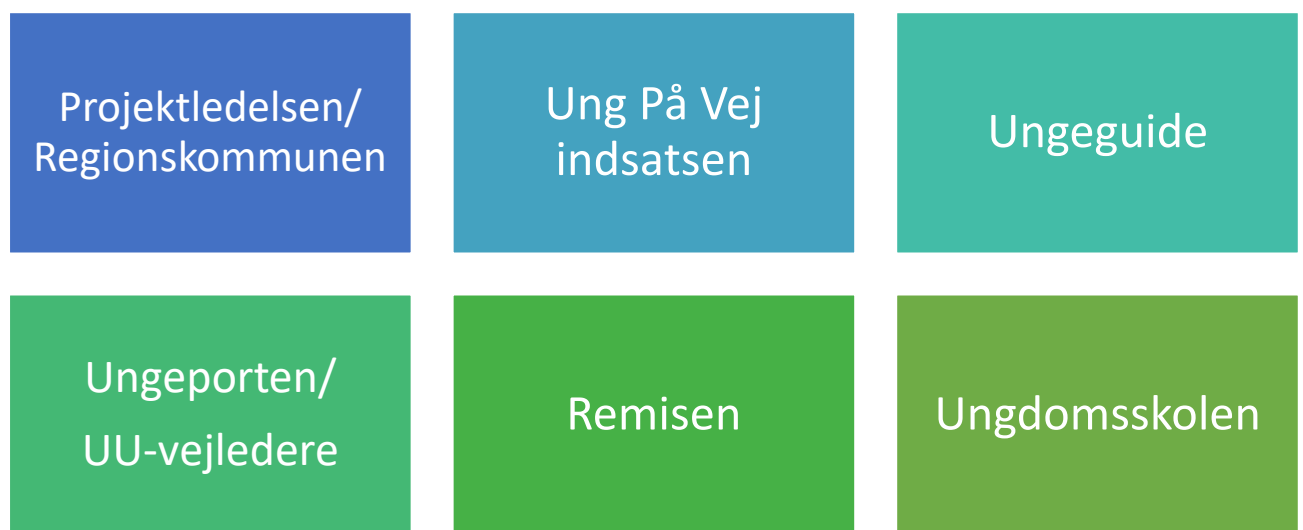 Projektledelsen/
Regionskommunen
Ung På Vej
indsatsen
Ungeguide
Ungeporten/
UU-vejledere
Remisen
Ungdomsskolen